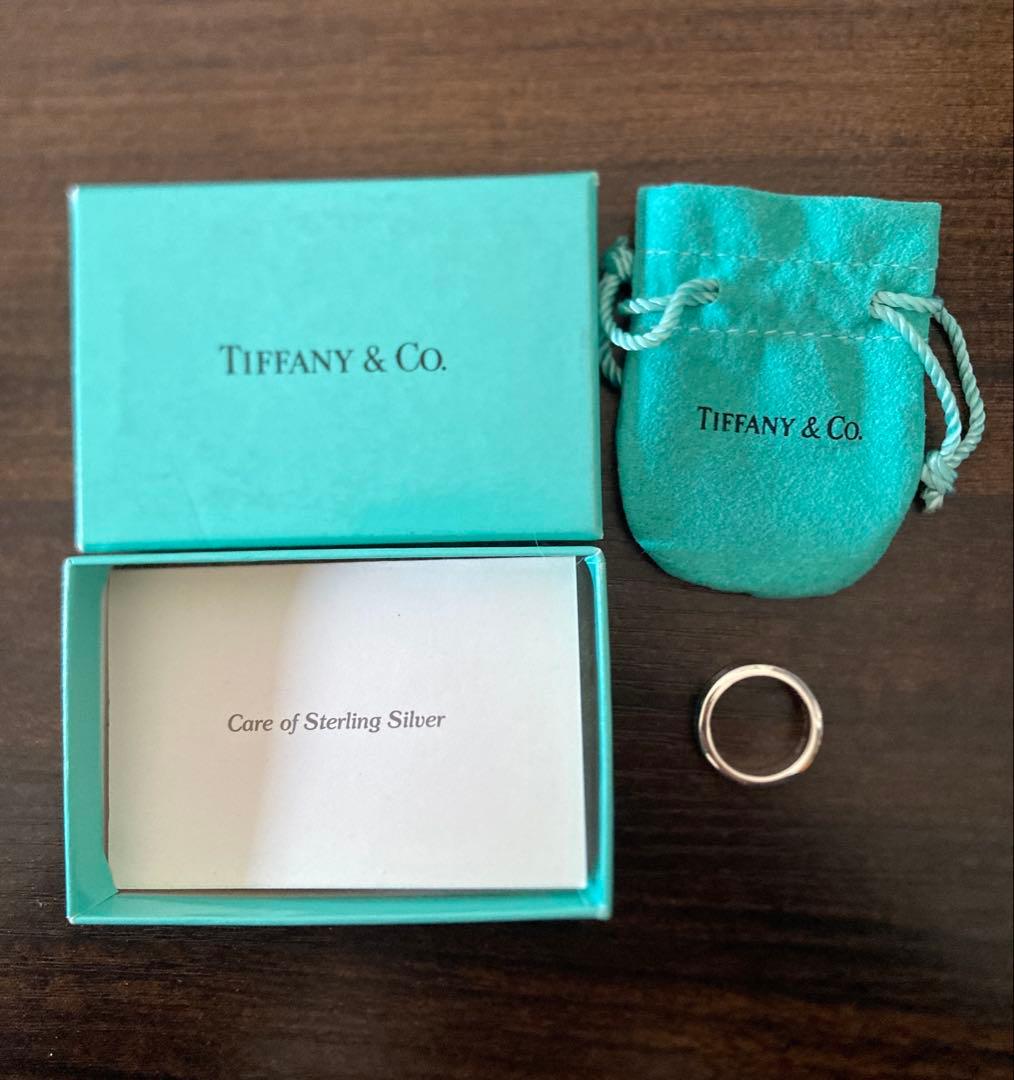 TIFFANY & CO.
TIFFANY & CO.
Care of Sterling Silver